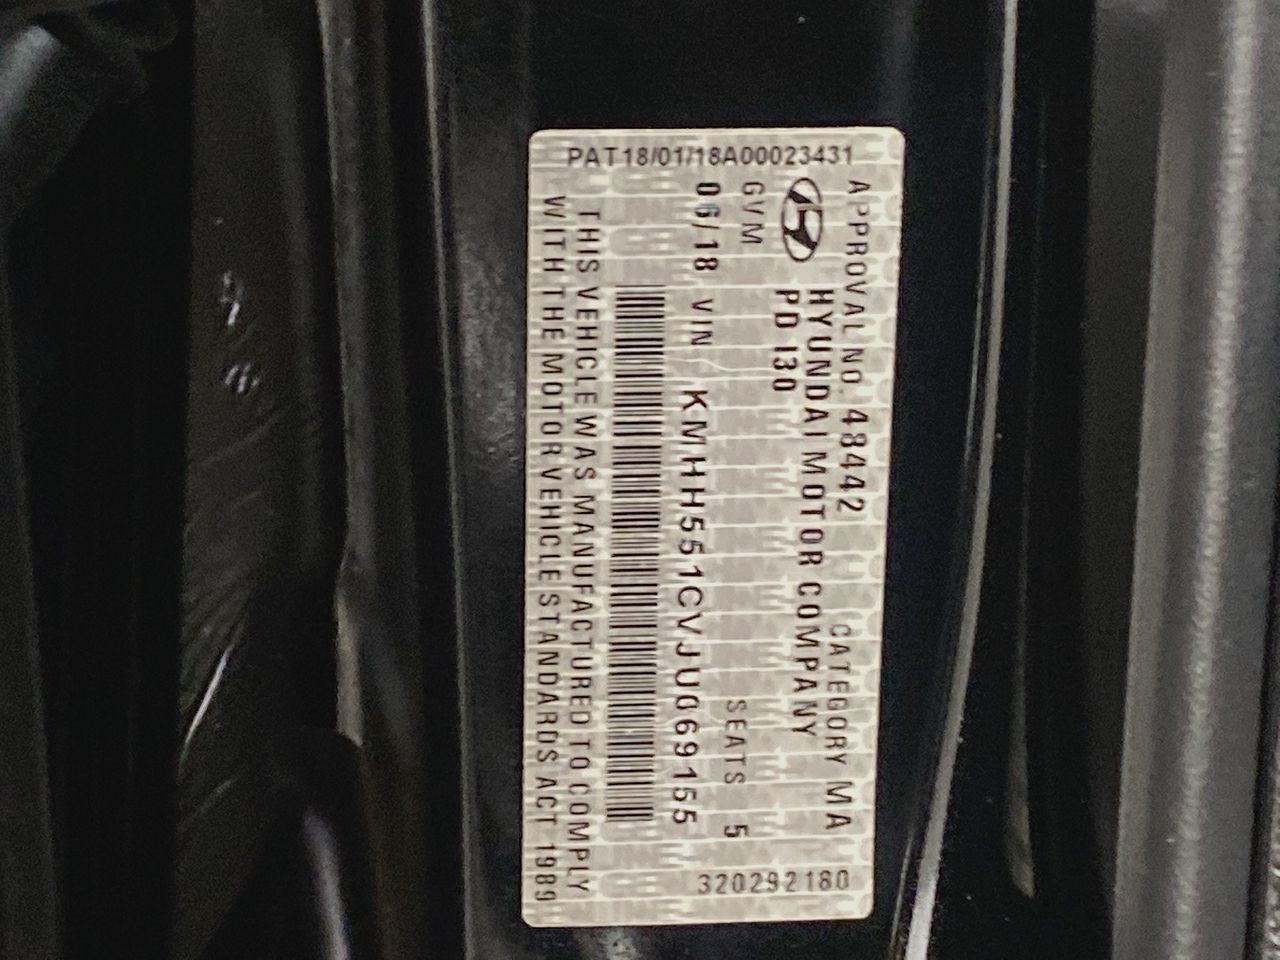 PAT18/01/18A00023431
APPROVAL NO. 48442 CATEGORY MA
HYUNDAI MOTOR COMPANY
PD I30
GVM SEATS 5
06/18 VIN KMHH551CVJU069155
THIS VEHICLE WAS MANUFACTURED TO COMPLY
WITH THE MOTOR VEHICLE STANDARDS ACT 1989
320292180